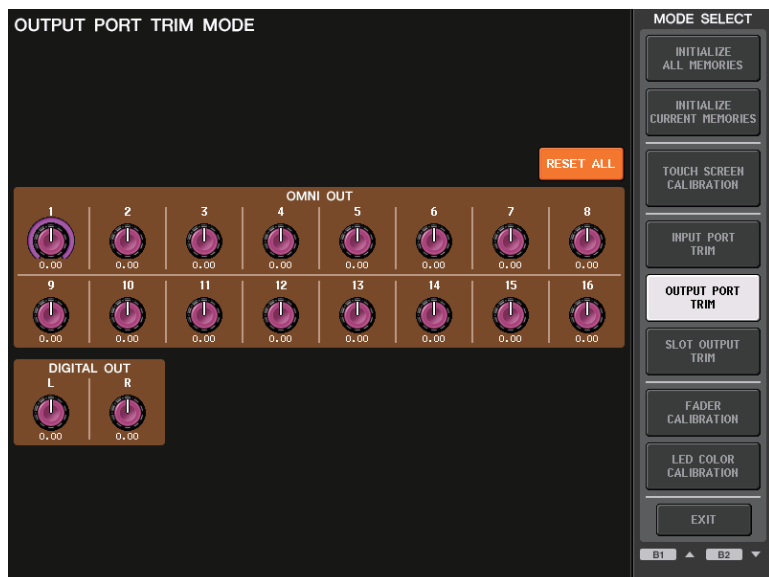 OUTPUT PORT TRIM MODE
RESET ALL
OMNI OUT
1 2 3 4 5 6 7 8
0.00 0.00 0.00 0.00 0.00 0.00 0.00 0.00
9 10 11 12 13 14 15 16
0.00 0.00 0.00 0.00 0.00 0.00 0.00 0.00
DIGITAL OUT
L R
0.00 0.00
MODE SELECT
INITIALIZE
ALL MEMORIES
INITIALIZE
CURRENT MEMORIES
TOUCH SCREEN
CALIBRATION
INPUT PORT
TRIM
OUTPUT PORT
TRIM
SLOT OUTPUT
TRIM
FADER
CALIBRATION
LED COLOR
CALIBRATION
EXIT
B1 ▲ B2 ▼